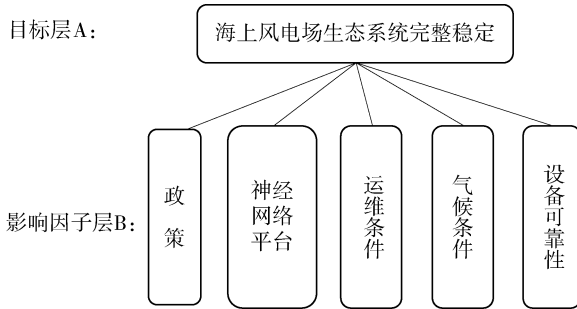 目标层A：
海上风电场生态系统完整稳定
影响因子层B：
政策
神经
网络
平台
运维条件
气候条件
设备可靠性